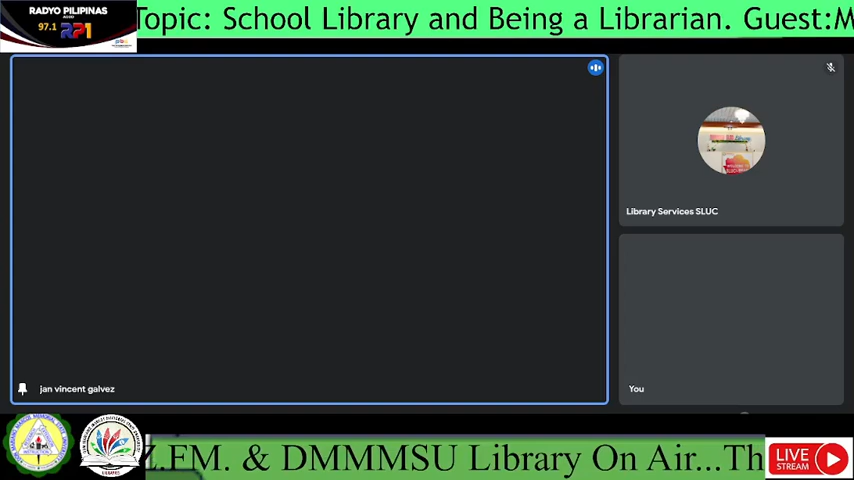 RADYO PILIPINAS
97.1 RP1
Topic: School Library and Being a Librarian. Guest:M
Library Services SLUC
jan vincent galvez
You
Z.FM. & DMMMSU Library On Air...Th
LIVE
STREAM